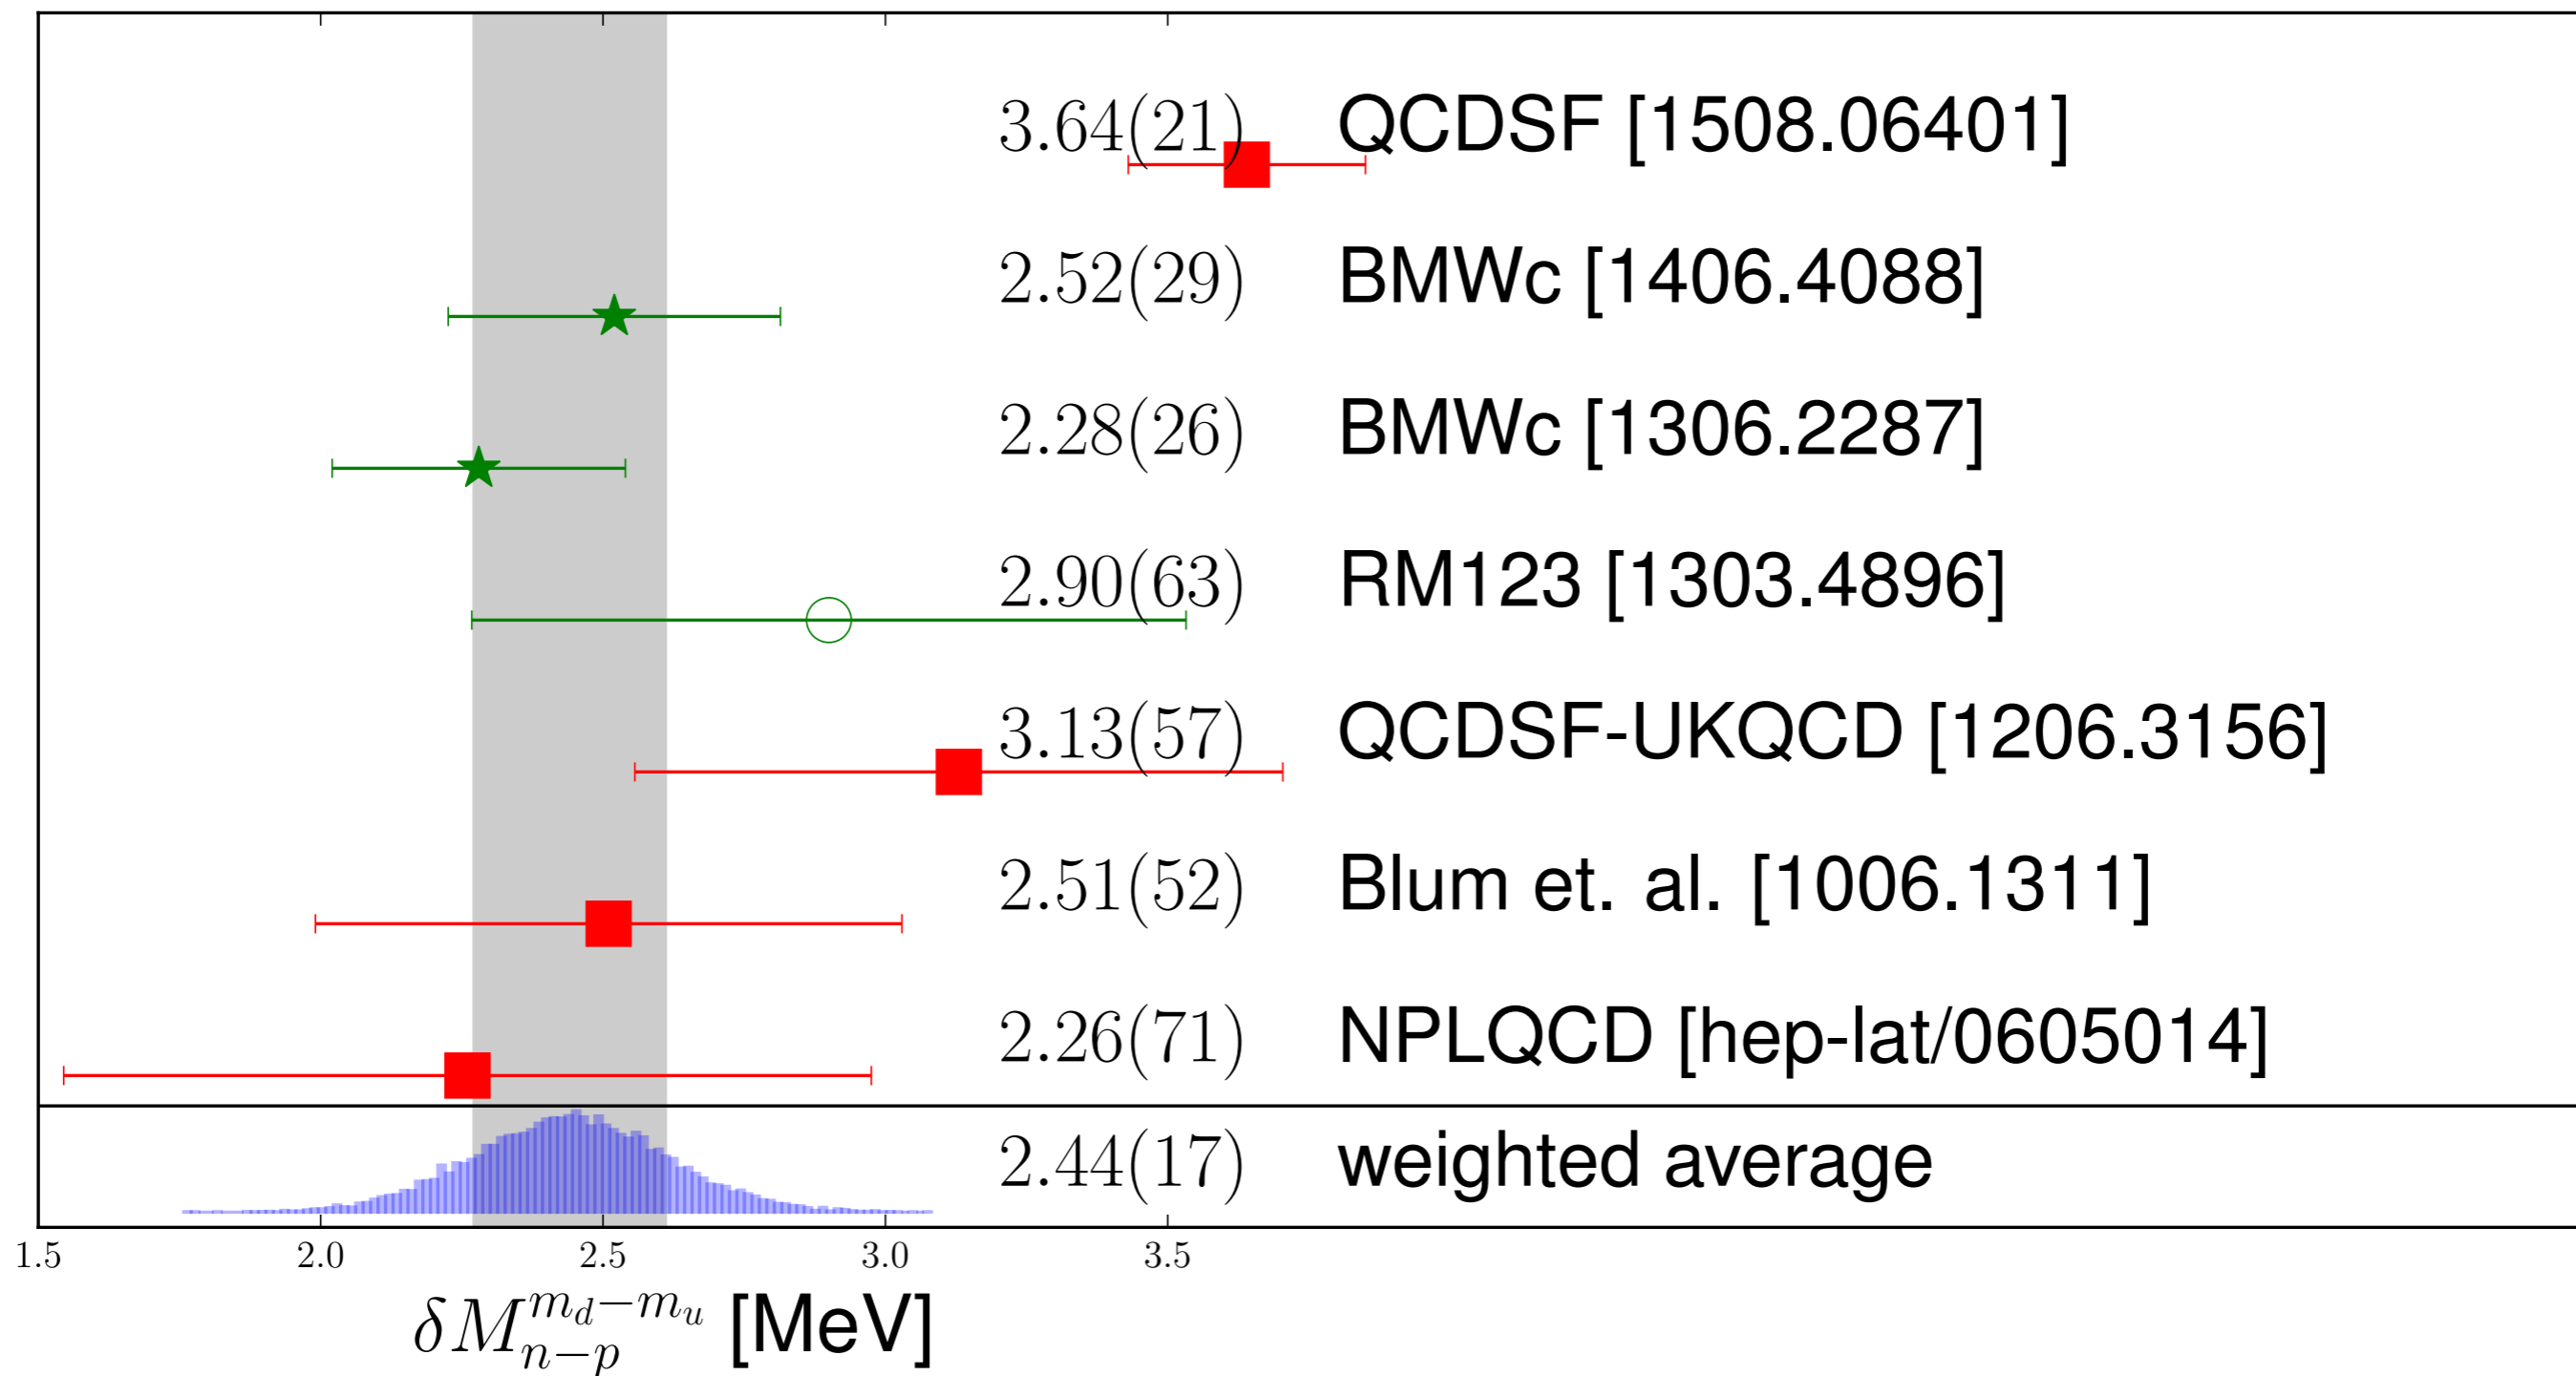 3.64(21) QCDSF [1508.06401]
2.52(29) BMWc [1406.4088]
2.28(26) BMWc [1306.2287]
2.90(63) RM123 [1303.4896]
3.13(57) QCDSF-UKQCD [1206.3156]
2.51(52) Blum et. al. [1006.1311]
2.26(71) NPLQCD [hep-lat/0605014]
2.44(17) weighted average
1.5 2.0 2.5 3.0 3.5
$\delta M_{n-p}^{m_d-m_u}$ [MeV]